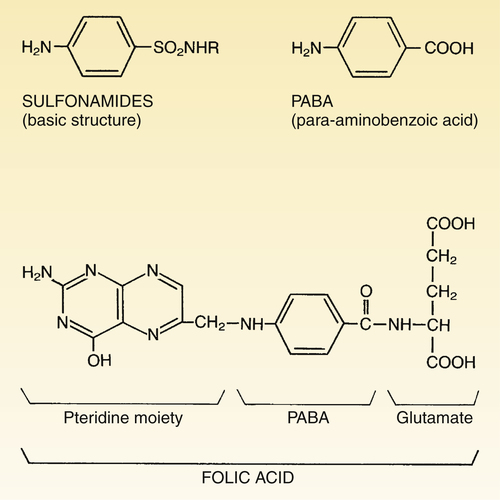 H₂N SO₂NHR
H₂N COOH
SULFONAMIDES
(basic structure)
PABA
(para-aminobenzoic acid)
COOH
CH₂
CH₂
H₂N N N O
N N CH₂ NH C NH CH
OH COOH
Pteridine moiety PABA Glutamate
FOLIC ACID